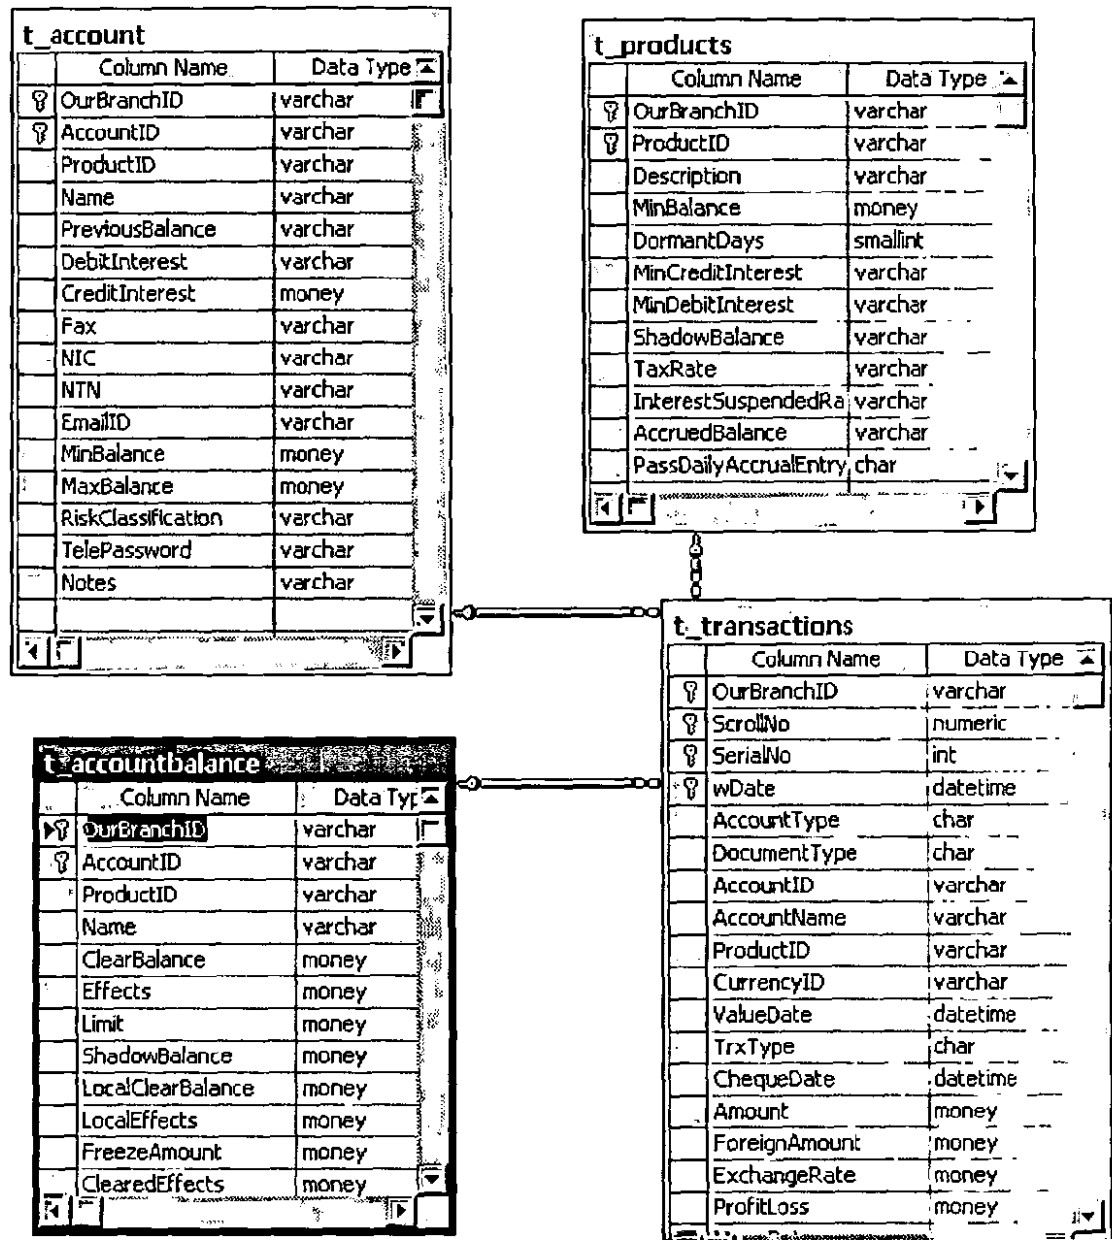 t_account
Column Name Data Type
OurBranchID varchar
AccountID varchar
ProductID varchar
Name varchar
PreviousBalance varchar
DebitInterest varchar
CreditInterest money
Fax varchar
NIC varchar
NTN varchar
EmailID varchar
MinBalance money
MaxBalance money
RiskClassification varchar
TelePassword varchar
Notes varchar
t_products
Column Name Data Type
OurBranchID varchar
ProductID varchar
Description varchar
MinBalance money
DormantDays smallint
MinCreditInterest varchar
MinDebitInterest varchar
ShadowBalance varchar
TaxRate varchar
InterestSuspendedRa varchar
AccruedBalance varchar
PassDailyAccrualEntry char
t_accountbalance
Column Name Data Typ
OurBranchID varchar
AccountID varchar
ProductID varchar
Name varchar
ClearBalance money
Effects money
Limit money
ShadowBalance money
LocalClearBalance money
LocalEffects money
FreezeAmount money
ClearedEffects money
t_transactions
Column Name Data Type
OurBranchID varchar
ScrollNo numeric
SerialNo int
wDate datetime
AccountType char
DocumentType char
AccountID varchar
AccountName varchar
ProductID varchar
CurrencyID varchar
ValueDate datetime
TrxType char
ChequeDate datetime
Amount money
ForeignAmount money
ExchangeRate money
ProfitLoss money